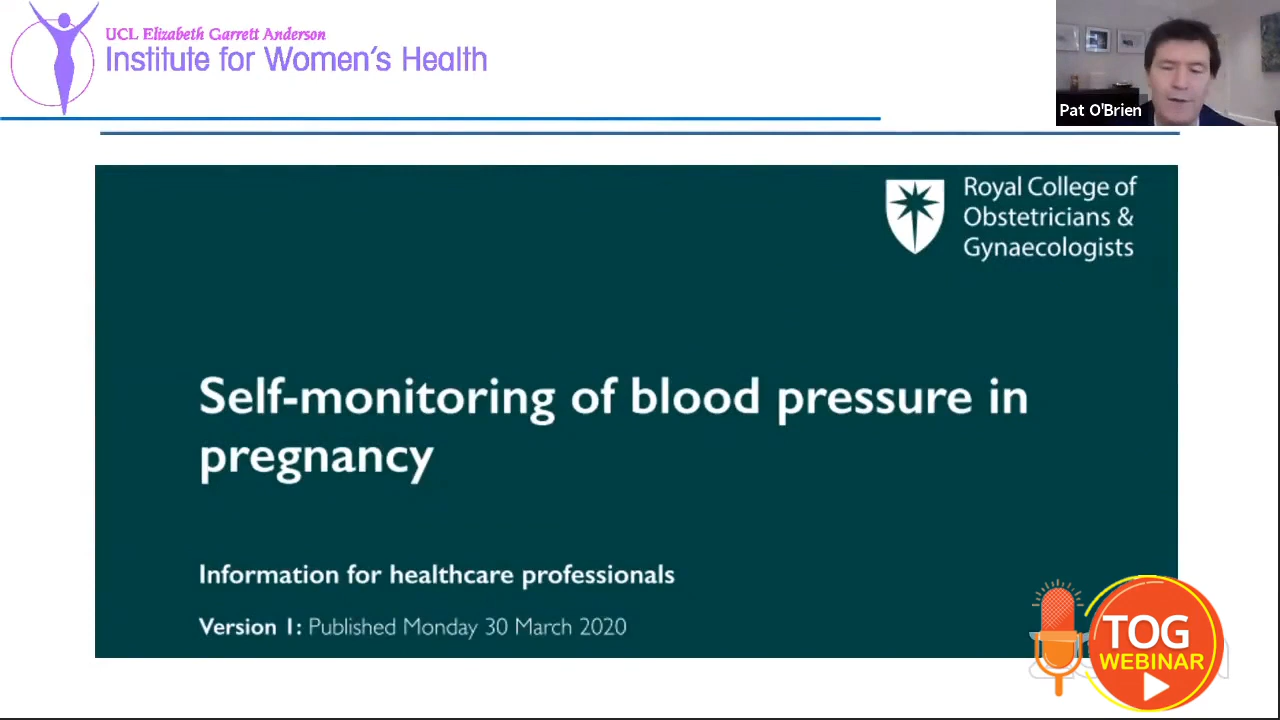 UCL Elizabeth Garrett Anderson
Institute for Women's Health
Pat O'Brien
Royal College of
Obstetricians &
Gynaecologists
Self-monitoring of blood pressure in
pregnancy
Information for healthcare professionals
Version 1: Published Monday 30 March 2020
TOG
WEBINAR